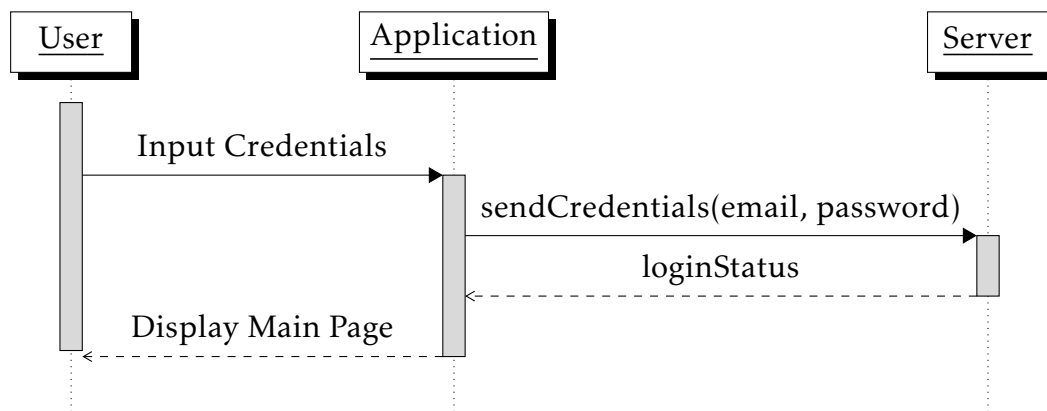 User
Application
Server
Input Credentials
sendCredentials(email, password)
loginStatus
Display Main Page